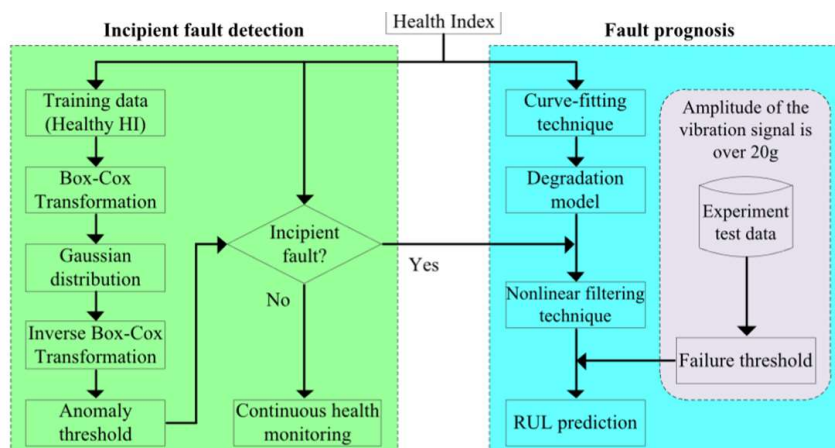 Health Index
Incipient fault detection
Training data
(Healthy HI)
Box-Cox
Transformation
Gaussian
distribution
Inverse Box-Cox
Transformation
Anomaly
threshold
Incipient
fault?
Yes
No
Continuous health
monitoring
Fault prognosis
Curve-fitting
technique
Degradation
model
Nonlinear filtering
technique
RUL prediction
Amplitude of the
vibration signal is
over 20g
Experiment
test data
Failure threshold